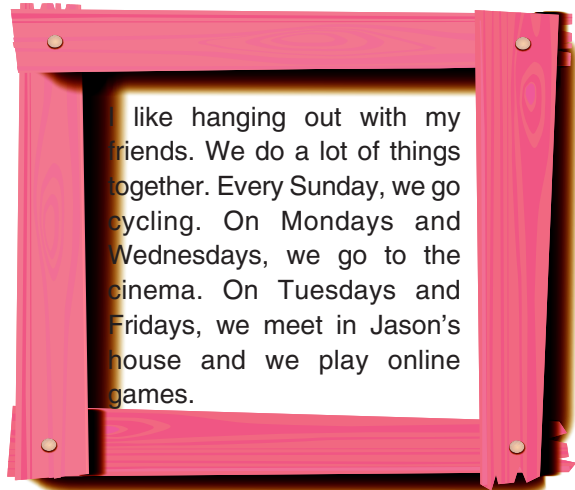 I like hanging out with my
friends. We do a lot of things
together. Every Sunday, we go
cycling. On Mondays and
Wednesdays, we go to the
cinema. On Tuesdays and
Fridays, we meet in Jason's
house and we play online
games.